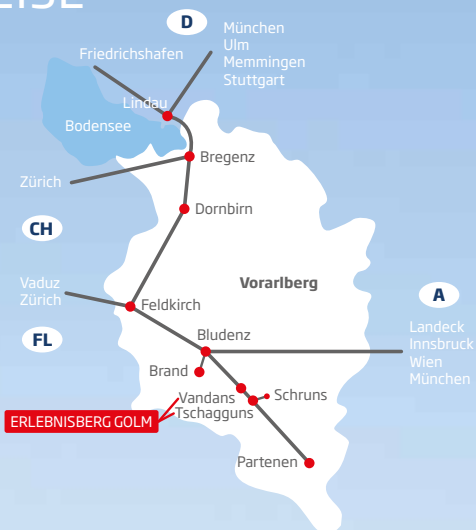 EISE
D
München
Ulm
Memmingen
Stuttgart
Friedrichshafen
Lindau
Bodensee
Bregenz
Zürich
Dornbirn
CH
Vorarlberg
Vaduz
Zürich
Feldkirch
A
FL
Bludenz
Landeck
Innsbruck
Wien
München
Brand
Vandans
Schruns
Tschagguns
ERLEBNISBERG GOLM
Partenen